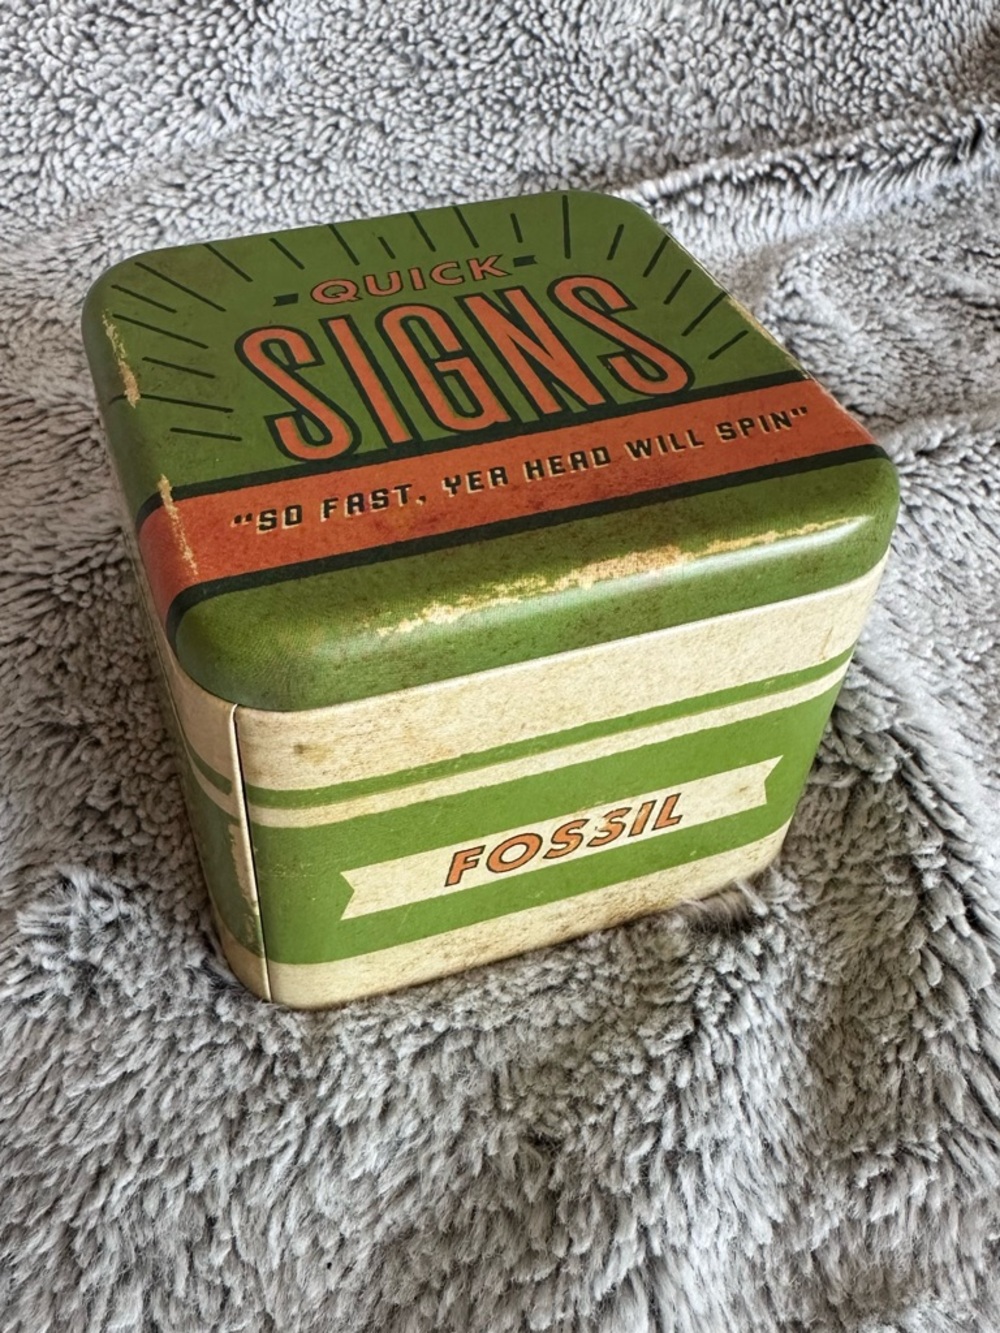 QUICK
SIGNS
"SO FAST, YER HEAD WILL SPIN"
FOSSIL